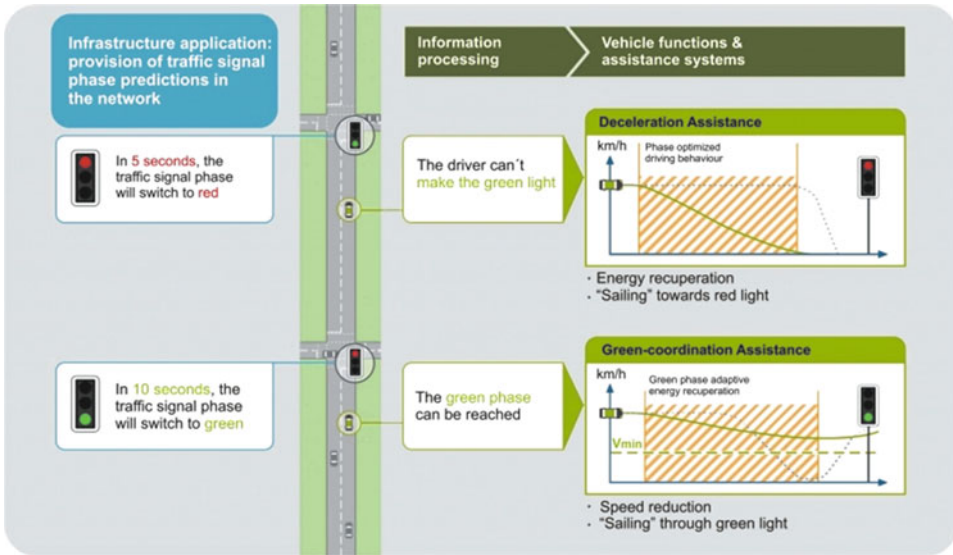 Infrastructure application:
provision of traffic signal
phase predictions in
the network
Information
processing
Vehicle functions &
assistance systems
In 5 seconds, the
traffic signal phase
will switch to red
The driver can´t
make the green light
Deceleration Assistance
km/h
Phase optimized
driving behaviour
· Energy recuperation
· "Sailing" towards red light
In 10 seconds, the
traffic signal phase
will switch to green
The green phase
can be reached
Green-coordination Assistance
km/h
Green phase adaptive
energy recuperation
Vmin
· Speed reduction
· "Sailing" through green light